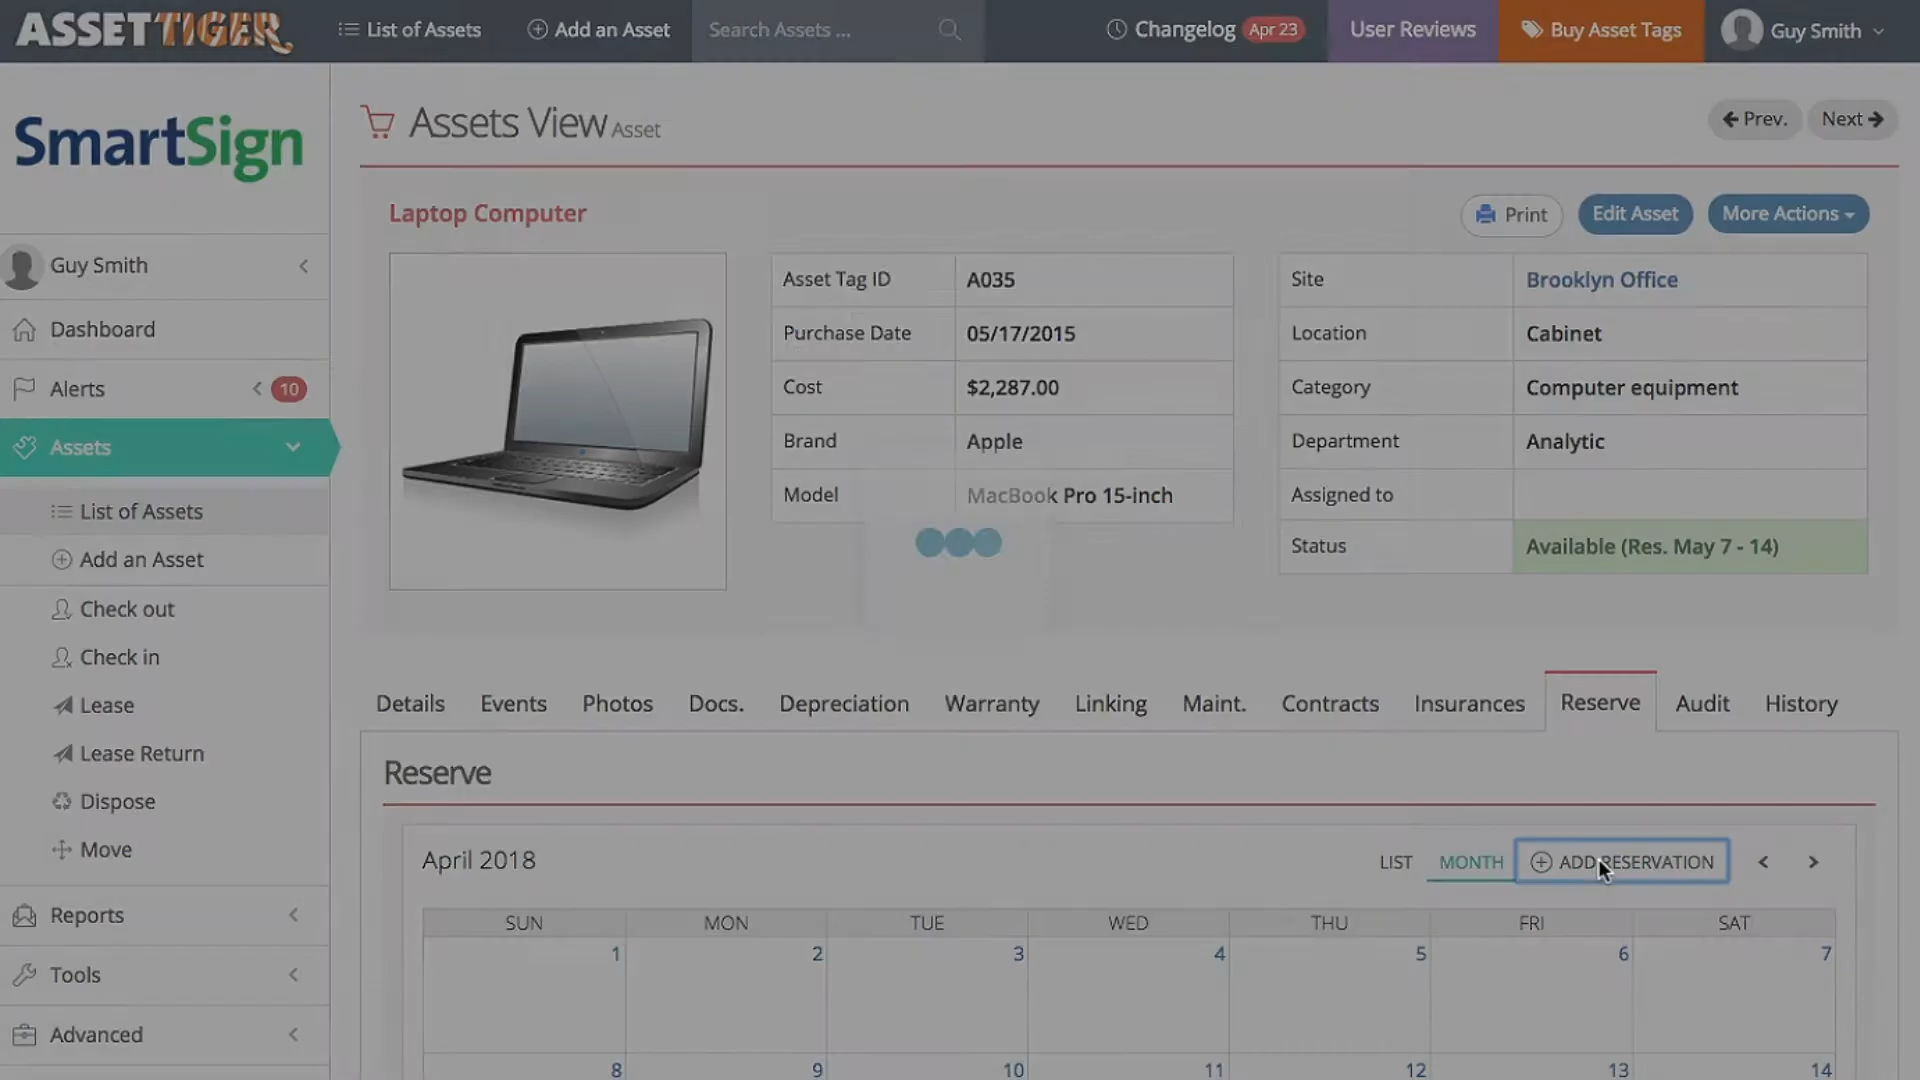 ASSETTIGER
List of Assets
Add an Asset
Search Assets ...
Changelog Apr 23
User Reviews
Buy Asset Tags
Guy Smith
SmartSign
Guy Smith
Dashboard
Alerts 10
Assets
List of Assets
Add an Asset
Check out
Check in
Lease
Lease Return
Dispose
Move
Reports
Tools
Advanced
Assets View Asset
Prev.
Next
Laptop Computer
Print
Edit Asset
More Actions
Asset Tag ID A035
Purchase Date 05/17/2015
Cost $2,287.00
Brand Apple
Model MacBook Pro 15-inch
Site Brooklyn Office
Location Cabinet
Category Computer equipment
Department Analytic
Assigned to
Status Available (Res. May 7 - 14)
Details Events Photos Docs. Depreciation Warranty Linking Maint. Contracts Insurances Reserve Audit History
Reserve
April 2018
LIST MONTH ADD RESERVATION < >
SUN MON TUE WED THU FRI SAT
1 2 3 4 5 6 7
8 9 10 11 12 13 14